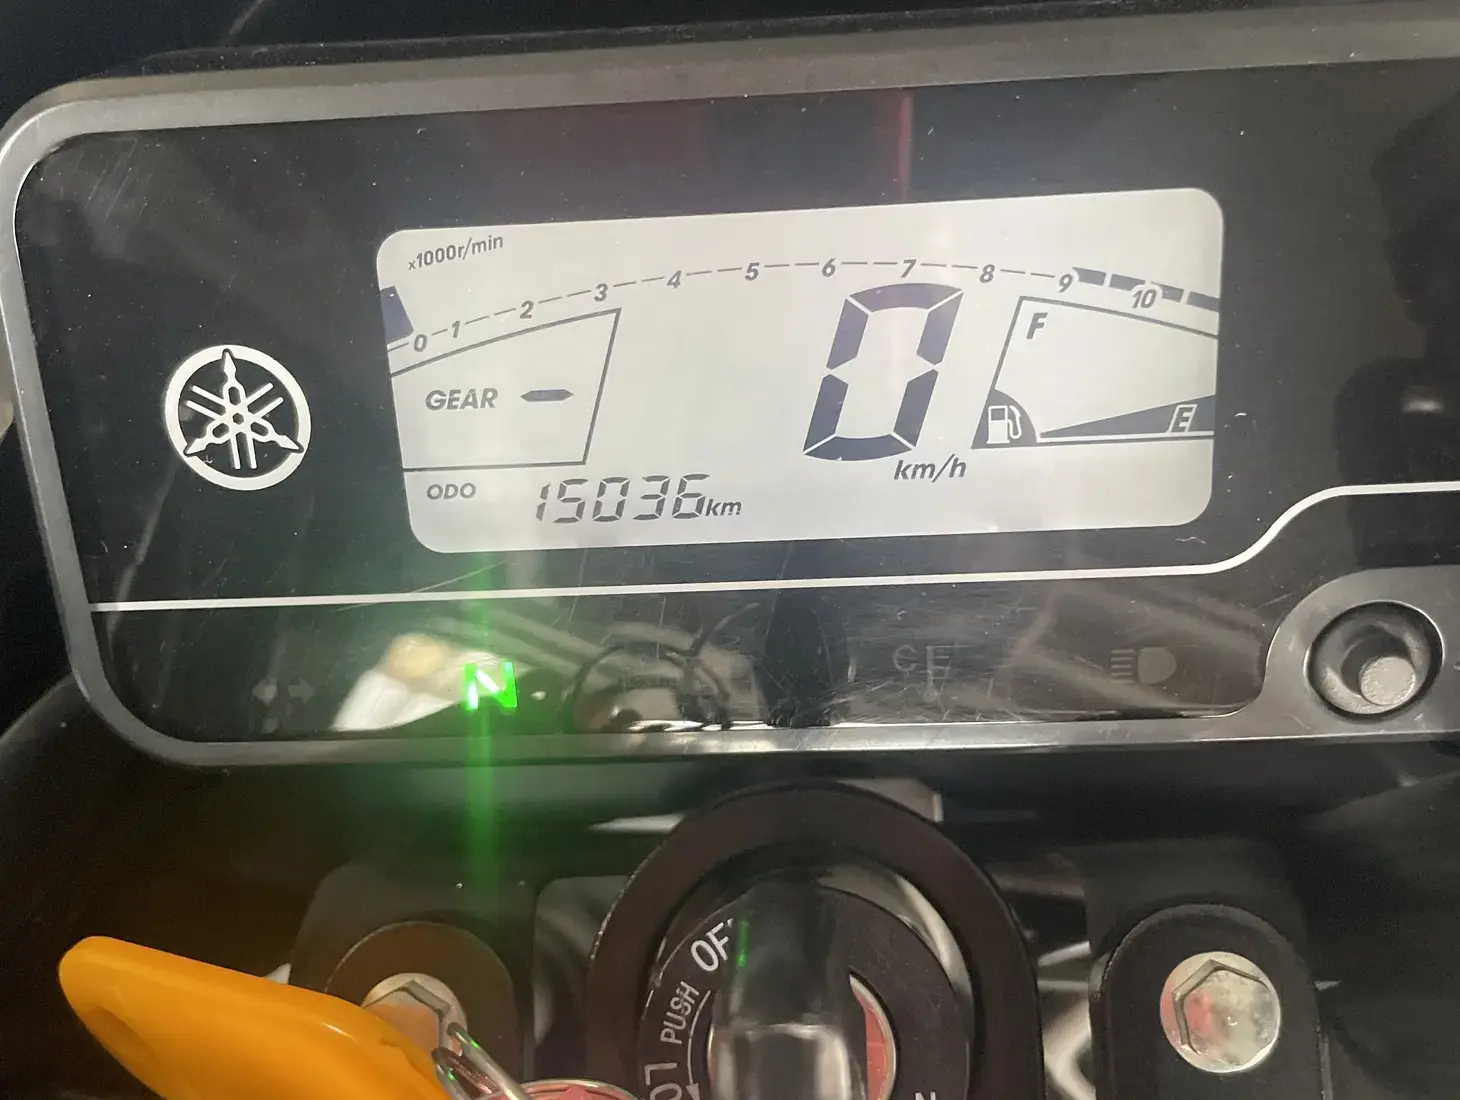 x1000r/min
0 1 2 3 4 5 6 7 8 9 10
F
GEAR -
0
E
km/h
ODO 15036km
N
OFF
PUSH